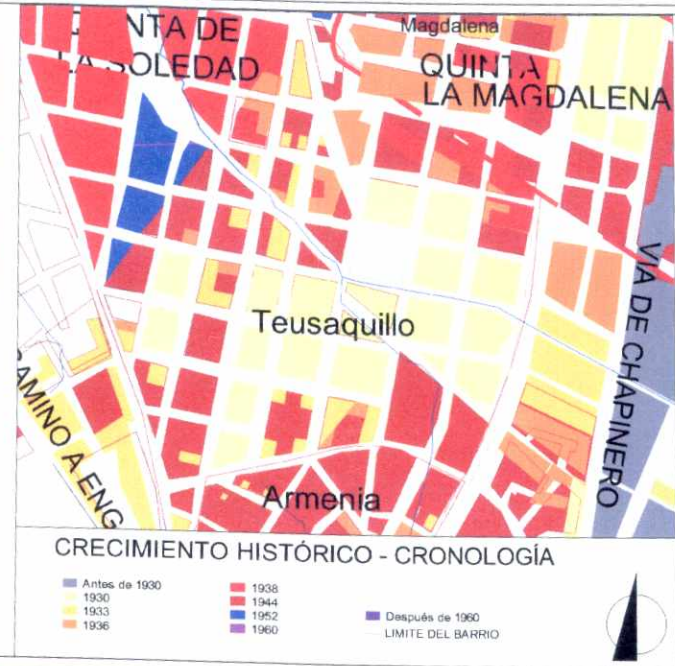 NTA DE
LA SOLEDAD
Magdalena
QUINTA
LA MAGDALENA
VIA DE CHAPINERO
Teusaquillo
CAMINO A ENG
Armenia
CRECIMIENTO HISTÓRICO - CRONOLOGÍA
Antes de 1930
1930
1933
1936
1938
1944
1952
1960
Después de 1960
LIMITE DEL BARRIO